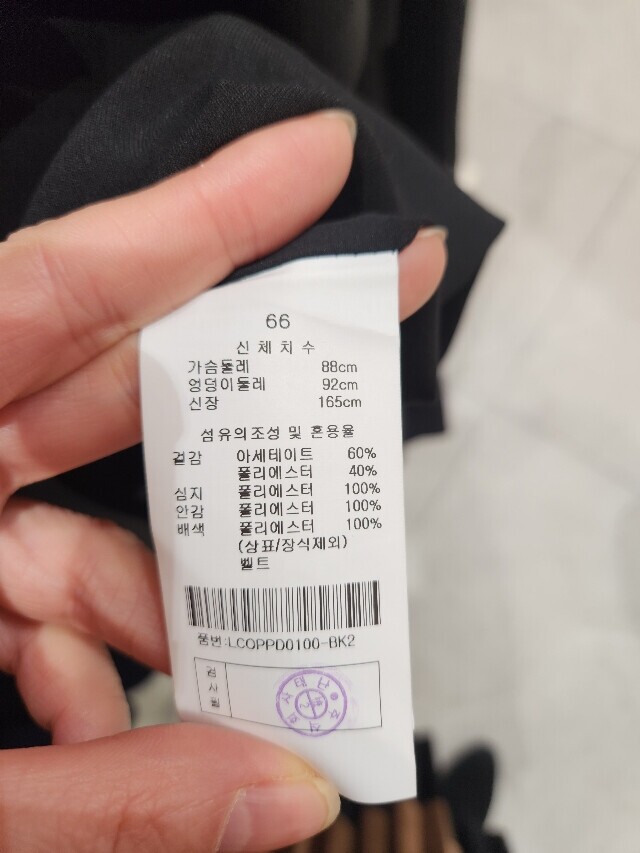 66
신체치수
가슴둘레 88cm
엉덩이둘레 92cm
신장 165cm
섬유의조성 및 혼용율
겉감 아세테이트 60%
폴리에스터 40%
심지 폴리에스터 100%
안감 폴리에스터 100%
배색 폴리에스터 100%
(상표/장식제외)
벨트
품번:LCOPPD0100-BK2
검사필